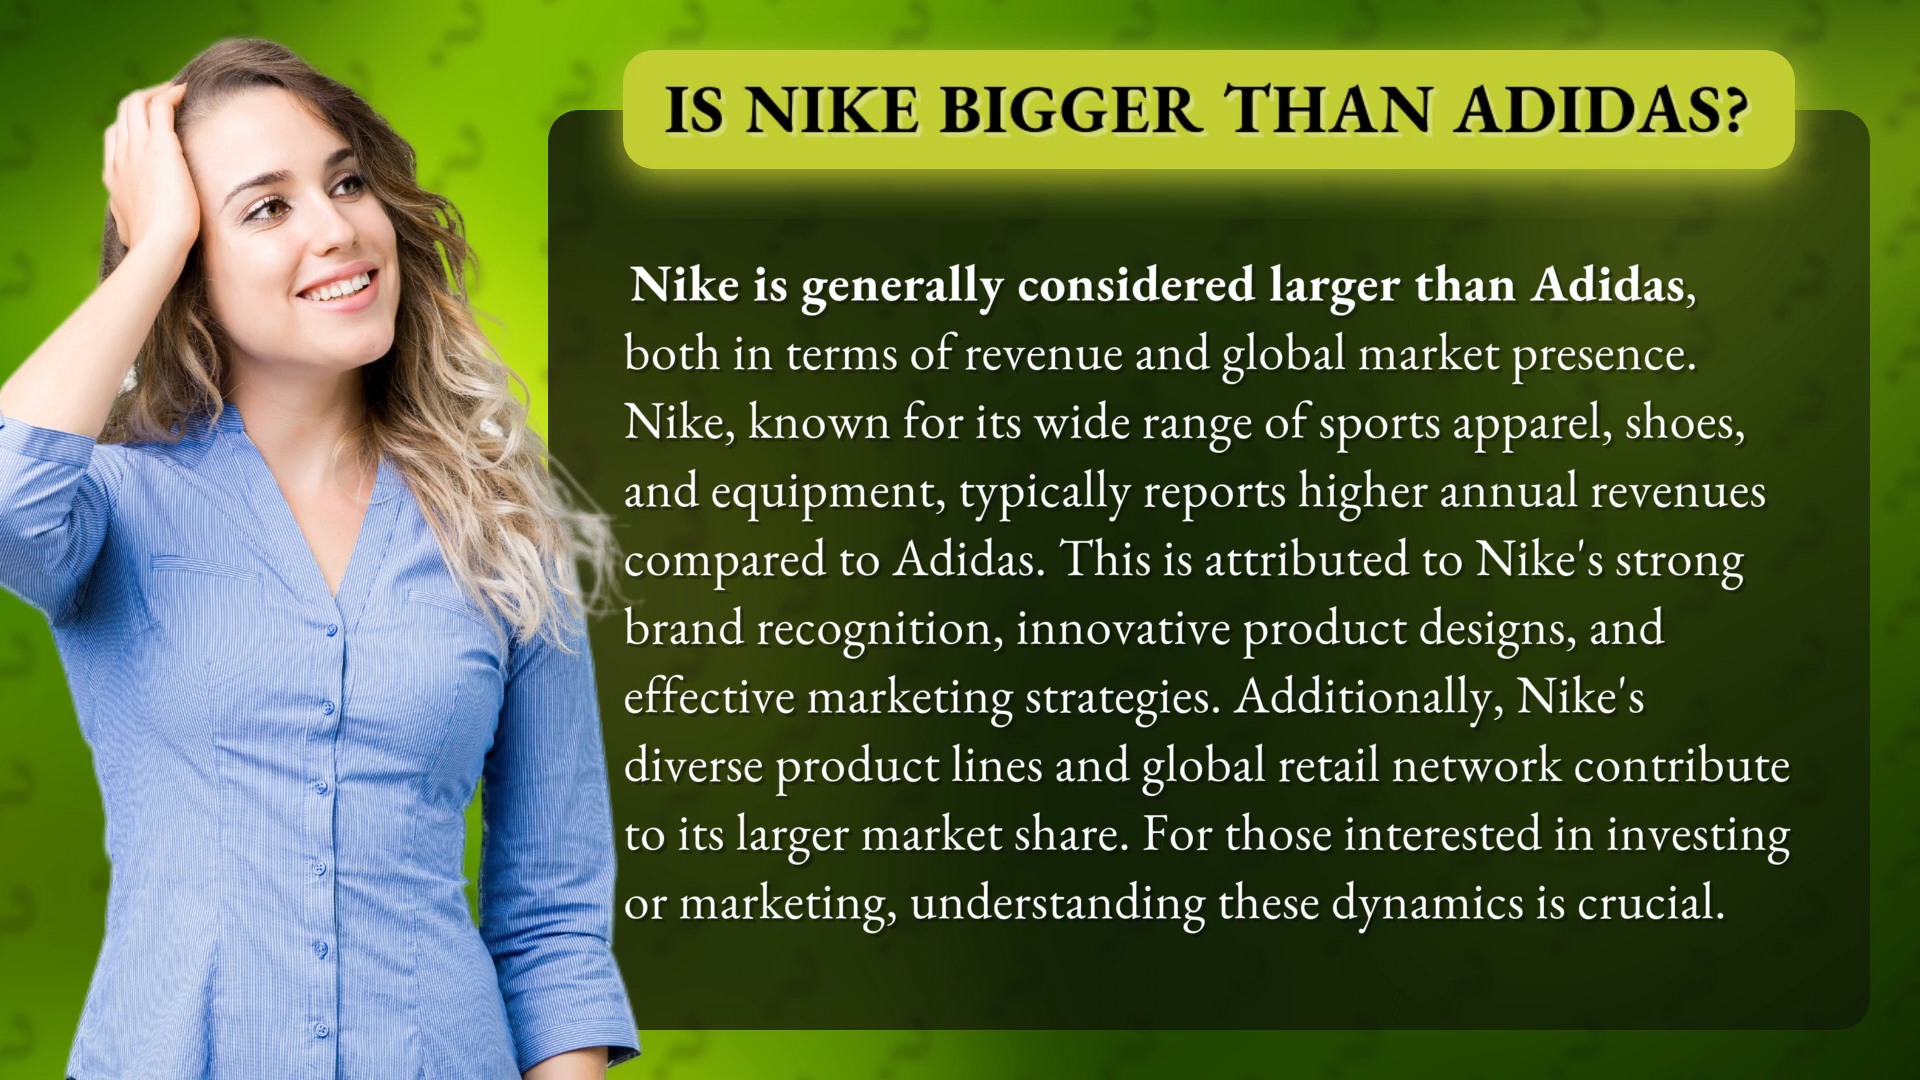 IS NIKE BIGGER THAN ADIDAS?
Nike is generally considered larger than Adidas,
both in terms of revenue and global market presence.
Nike, known for its wide range of sports apparel, shoes,
and equipment, typically reports higher annual revenues
compared to Adidas. This is attributed to Nike's strong
brand recognition, innovative product designs, and
effective marketing strategies. Additionally, Nike's
diverse product lines and global retail network contribute
to its larger market share. For those interested in investing
or marketing, understanding these dynamics is crucial.